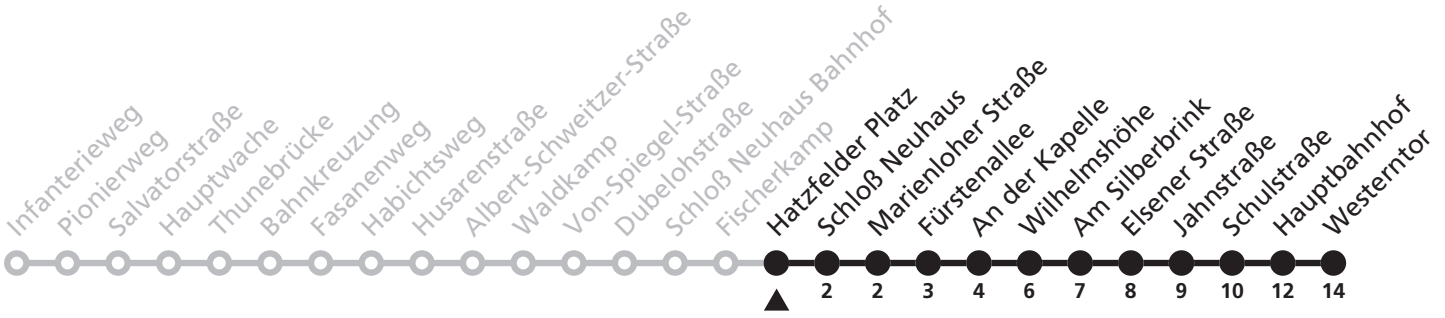 Infanterieweg
Pionierweg
Salvatorstraße
Hauptwache
Thunebrücke
Bahnkreuzung
Fasanenweg
Habichtsweg
Husarenstraße
Albert-Schweitzer-Straße
Waldkamp
Von-Spiegel-Straße
Dubelohstraße
Schloß Neuhaus Bahnhof
Fischerkamp
Hatzfelder Platz
Schloß Neuhaus
Marienloher Straße
Fürstenallee
An der Kapelle
Wilhelmshöhe
Am Silberbrink
Elsener Straße
Jahnstraße
Schulstraße
Hauptbahnhof
Westerntor
2 2 3 4 6 7 8 9 10 12 14